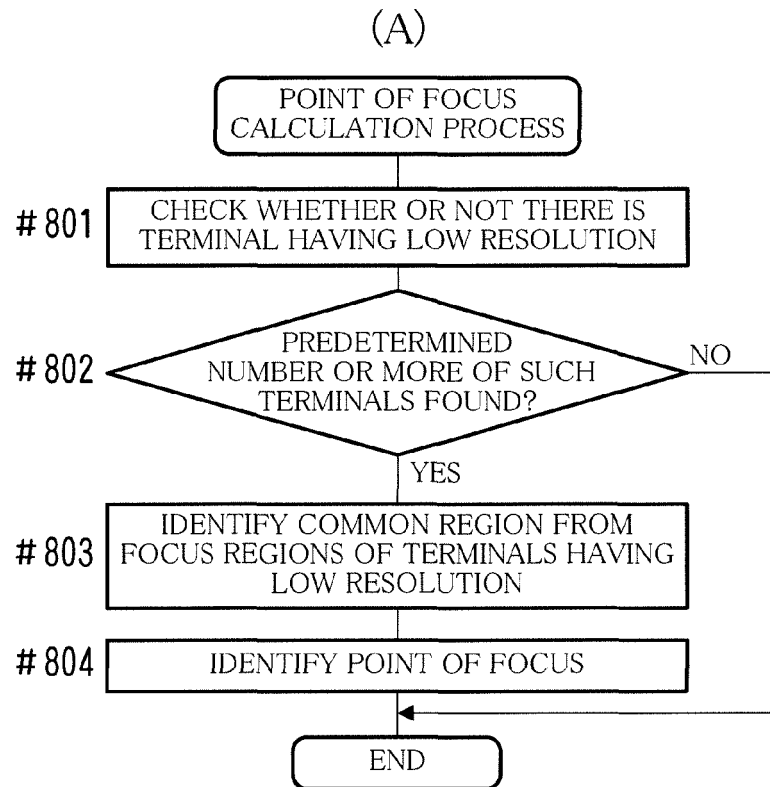 (A)
POINT OF FOCUS
CALCULATION PROCESS
#801
CHECK WHETHER OR NOT THERE IS
TERMINAL HAVING LOW RESOLUTION
#802
PREDETERMINED
NUMBER OR MORE OF SUCH
TERMINALS FOUND?
NO
YES
#803
IDENTIFY COMMON REGION FROM
FOCUS REGIONS OF TERMINALS HAVING
LOW RESOLUTION
#804
IDENTIFY POINT OF FOCUS
END